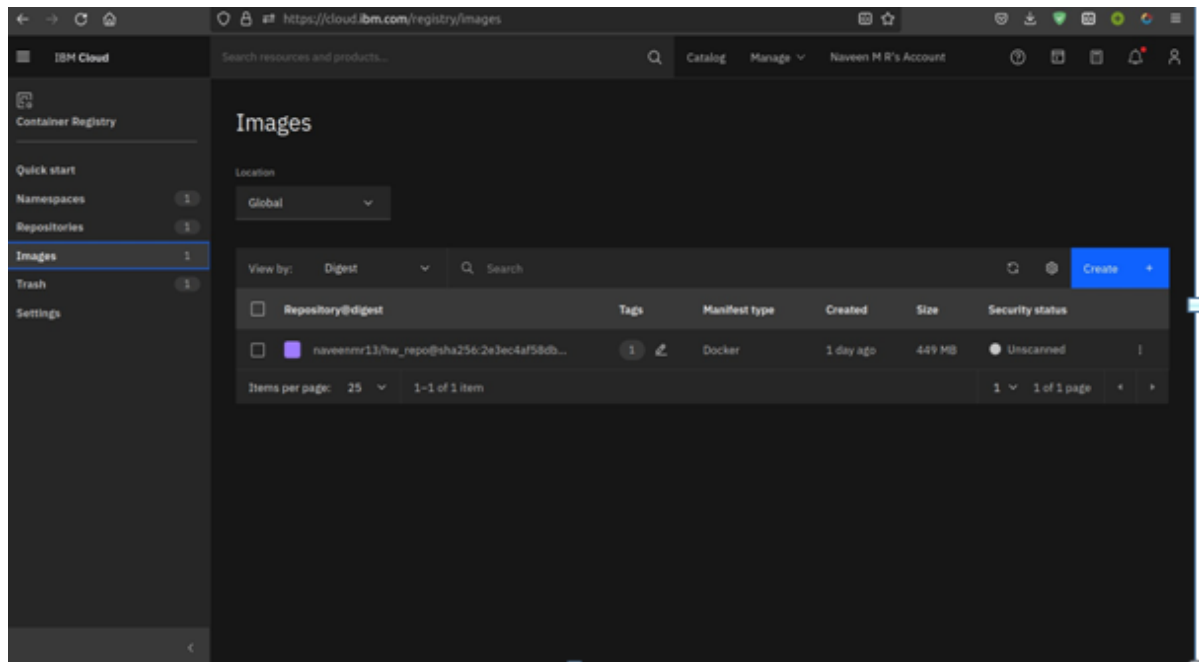 https://cloud.ibm.com/registry/images
IBM Cloud
Search resources and products...
Catalog
Manage
Naveen M R's Account
Container Registry
Quick start
Namespaces 1
Repositories 1
Images 1
Trash 1
Settings
Images
Location
Global
View by: Digest
Search
Create +
Repository@digest Tags Manifest type Created Size Security status
naveenmr13/hw_repo@sha256:2e3ec4af58db... 1 Docker 1 day ago 449 MB Unscanned
Items per page: 25 1–1 of 1 item 1 1 of 1 page